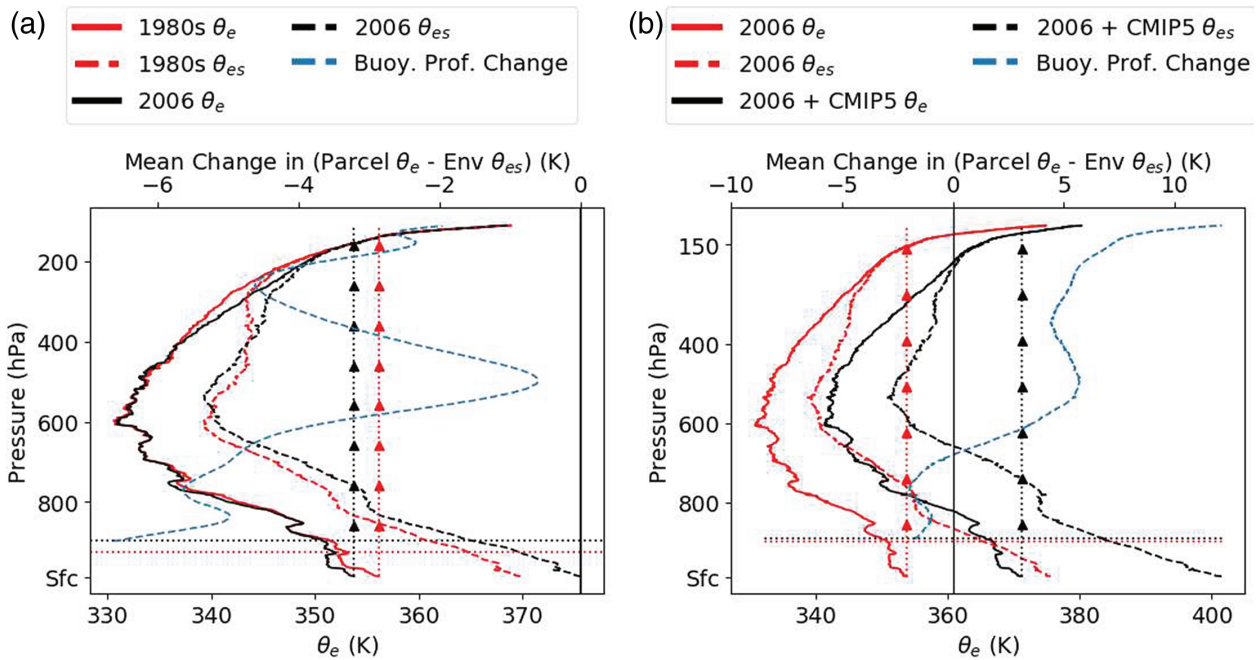 (a)
1980s θe
1980s θes
2006 θe
2006 θes
Buoy. Prof. Change
Mean Change in (Parcel θe - Env θes) (K)
−6 −4 −2 0
Pressure (hPa)
200
400
600
800
Sfc
330 340 350 360 370
θe (K)
(b)
2006 θe
2006 θes
2006 + CMIP5 θe
2006 + CMIP5 θes
Buoy. Prof. Change
Mean Change in (Parcel θe - Env θes) (K)
−10 −5 0 5 10
Pressure (hPa)
150
400
600
800
Sfc
340 360 380 400
θe (K)